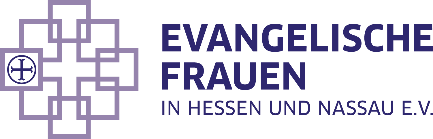 EVANGELISCHE
FRAUEN
IN HESSEN UND NASSAU E.V.